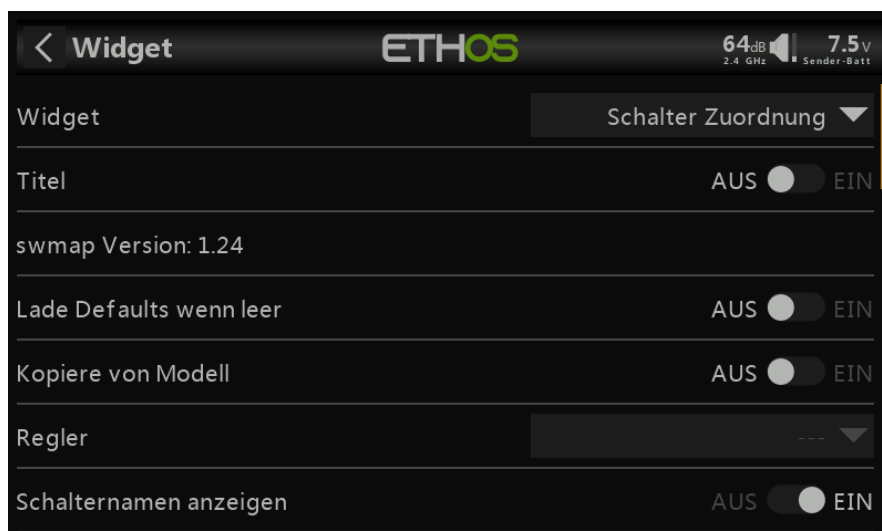 Widget ETHOS 64dB 7.5V
2.4 GHz Sender-Batt
Widget Schalter Zuordnung
Titel AUS EIN
swmap Version: 1.24
Lade Defaults wenn leer AUS EIN
Kopiere von Modell AUS EIN
Regler ---
Schalternamen anzeigen AUS EIN